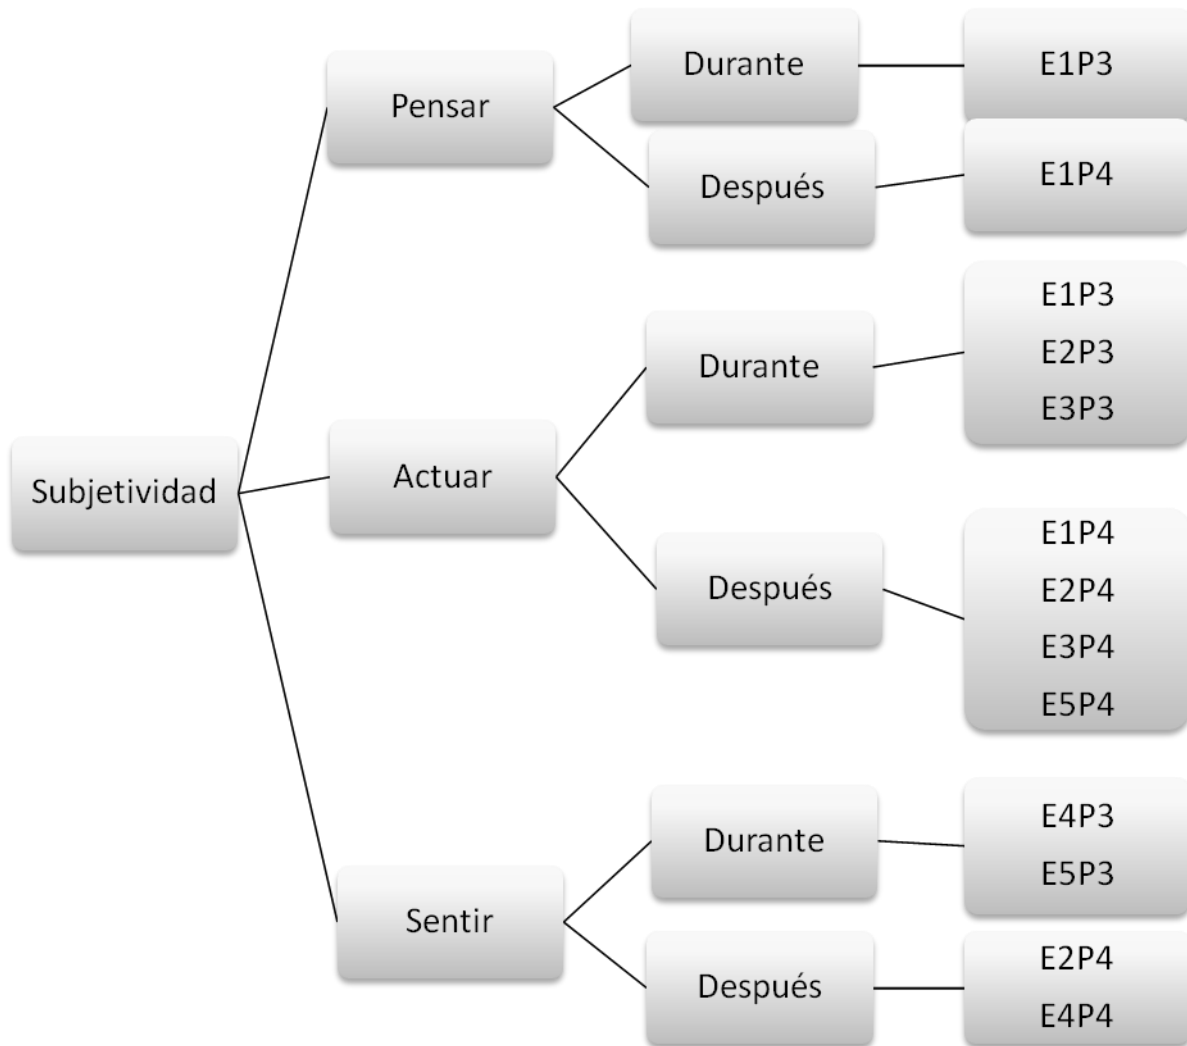 Subjetividad
Pensar
Durante
E1P3
Después
E1P4
Actuar
Durante
E1P3
E2P3
E3P3
Después
E1P4
E2P4
E3P4
E5P4
Sentir
Durante
E4P3
E5P3
Después
E2P4
E4P4